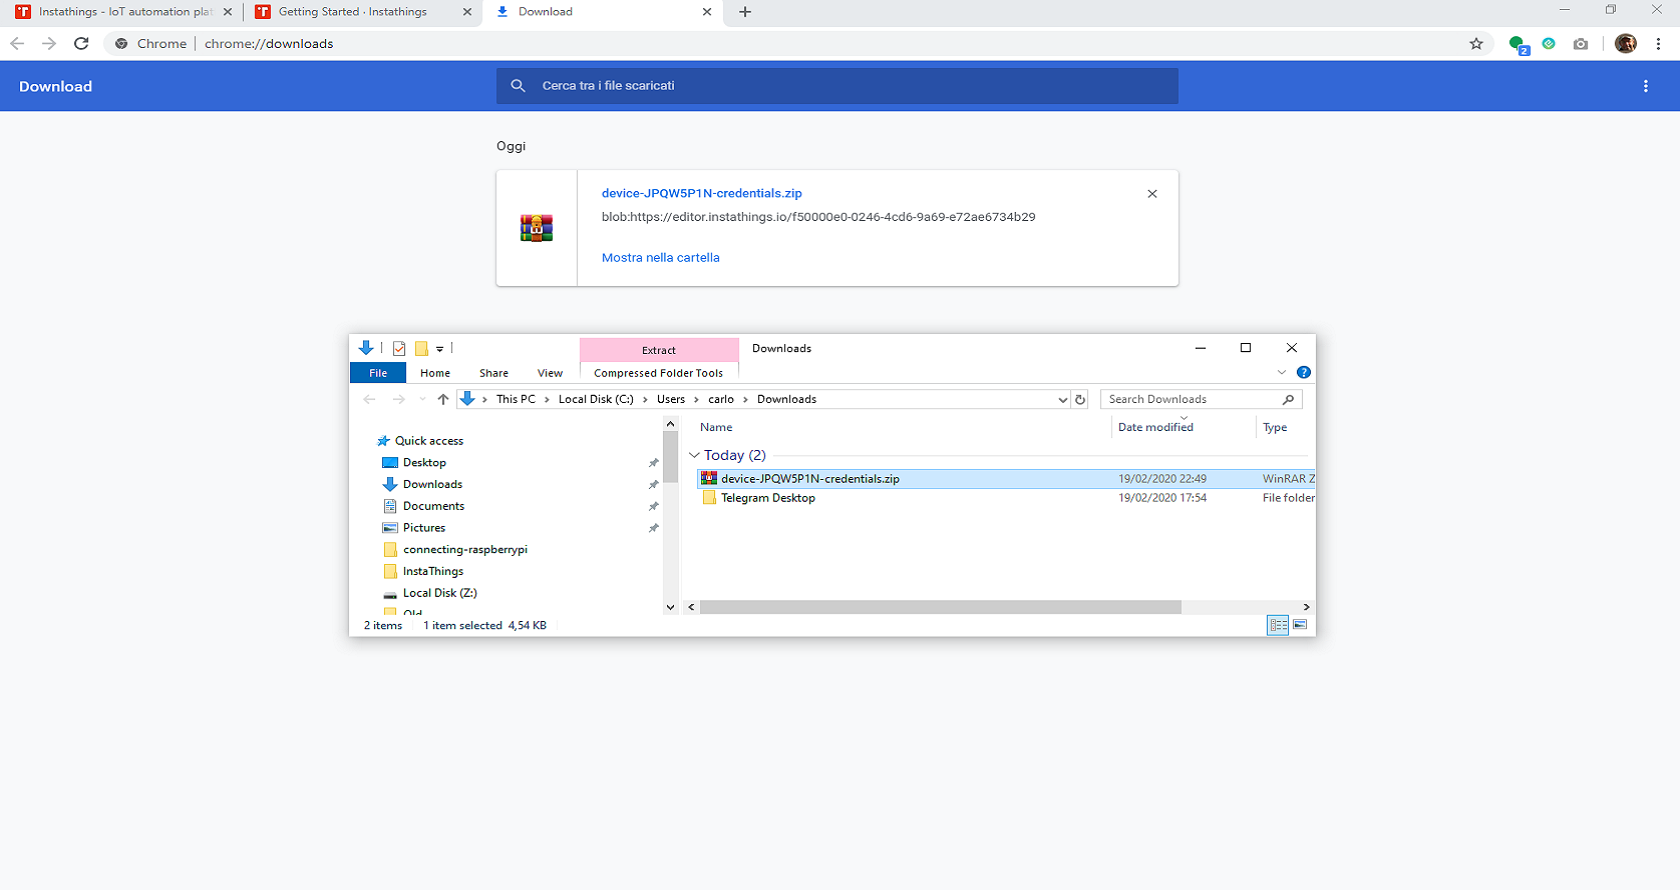 Instathings - IoT automation plat
Getting Started · Instathings
Download
Chrome
chrome://downloads
2
Download
Cerca tra i file scaricati
Oggi
device-JPQW5P1N-credentials.zip
blob:https://editor.instathings.io/f50000e0-0246-4cd6-9a69-e72ae6734b29
Mostra nella cartella
Extract
Downloads
File
Home
Share
View
Compressed Folder Tools
This PC
Local Disk (C:)
Users
carlo
Downloads
Search Downloads
Quick access
Desktop
Downloads
Documents
Pictures
connecting-raspberrypi
InstaThings
Local Disk (Z:)
Old
Name
Date modified
Type
Today (2)
device-JPQW5P1N-credentials.zip 19/02/2020 22:49 WinRAR Z
Telegram Desktop 19/02/2020 17:54 File folder
2 items 1 item selected 4,54 KB